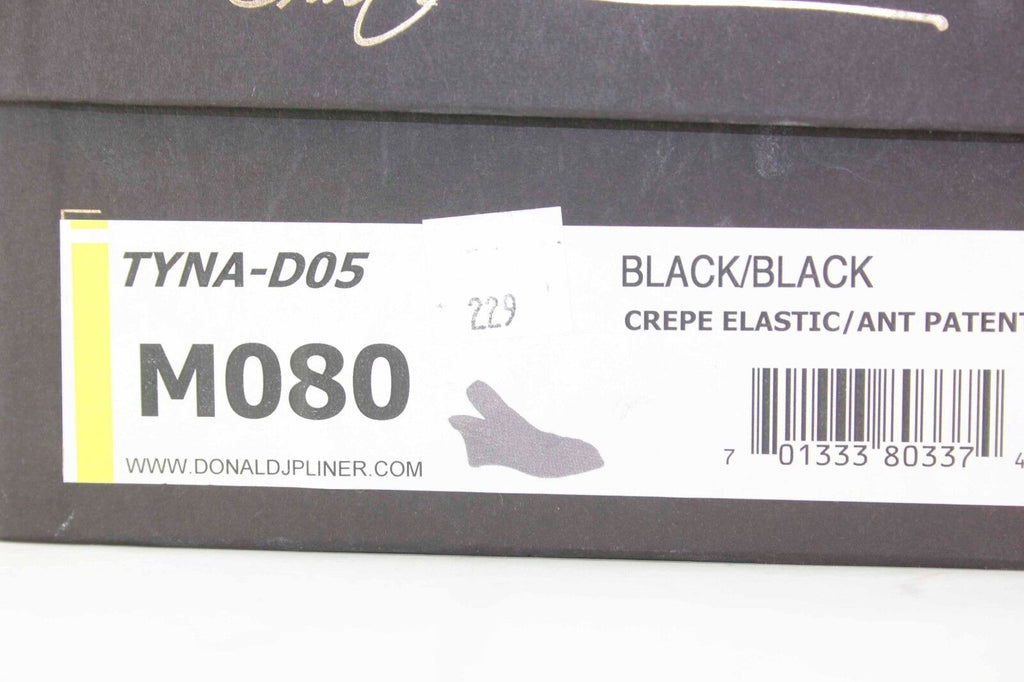 TYNA-D05
229
BLACK/BLACK
CREPE ELASTIC/ANT PATENT
M080
WWW.DONALDJPLINER.COM
7 01333 80337 4